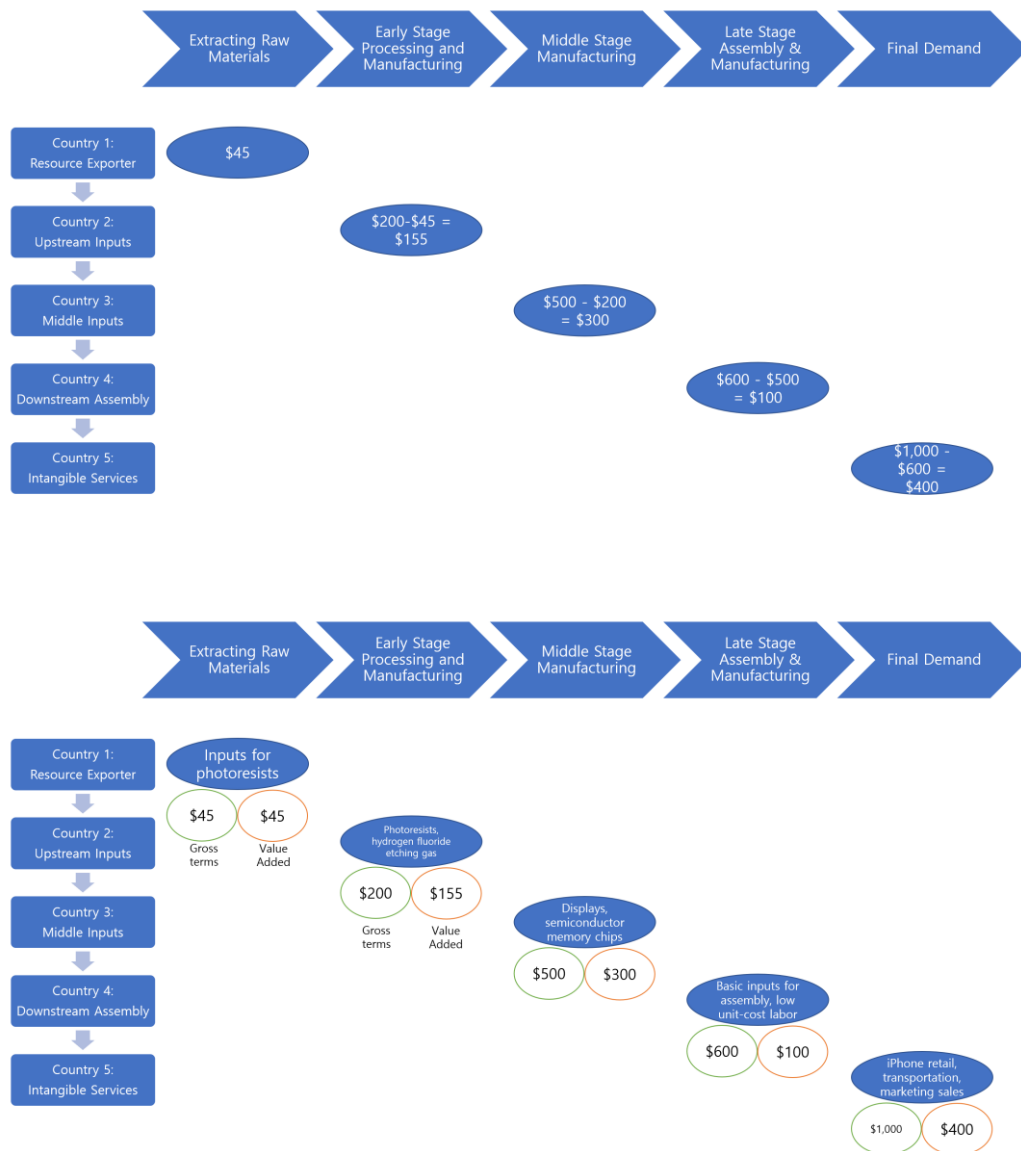 Extracting Raw
Materials
Early Stage
Processing and
Manufacturing
Middle Stage
Manufacturing
Late Stage
Assembly &
Manufacturing
Final Demand
Country 1:
Resource Exporter
$45
Country 2:
Upstream Inputs
$200-$45 =
$155
Country 3:
Middle Inputs
$500 - $200
= $300
Country 4:
Downstream Assembly
$600 - $500
= $100
Country 5:
Intangible Services
$1,000 -
$600 =
$400
Extracting Raw
Materials
Early Stage
Processing and
Manufacturing
Middle Stage
Manufacturing
Late Stage
Assembly &
Manufacturing
Final Demand
Country 1:
Resource Exporter
Inputs for
photoresists
$45
$45
Gross
terms
Value
Added
Country 2:
Upstream Inputs
Photoresists,
hydrogen fluoride
etching gas
$200
$155
Gross
terms
Value
Added
Country 3:
Middle Inputs
Displays,
semiconductor
memory chips
$500
$300
Country 4:
Downstream Assembly
Basic inputs for
assembly, low
unit-cost labor
$600
$100
Country 5:
Intangible Services
iPhone retail,
transportation,
marketing sales
$1,000
$400